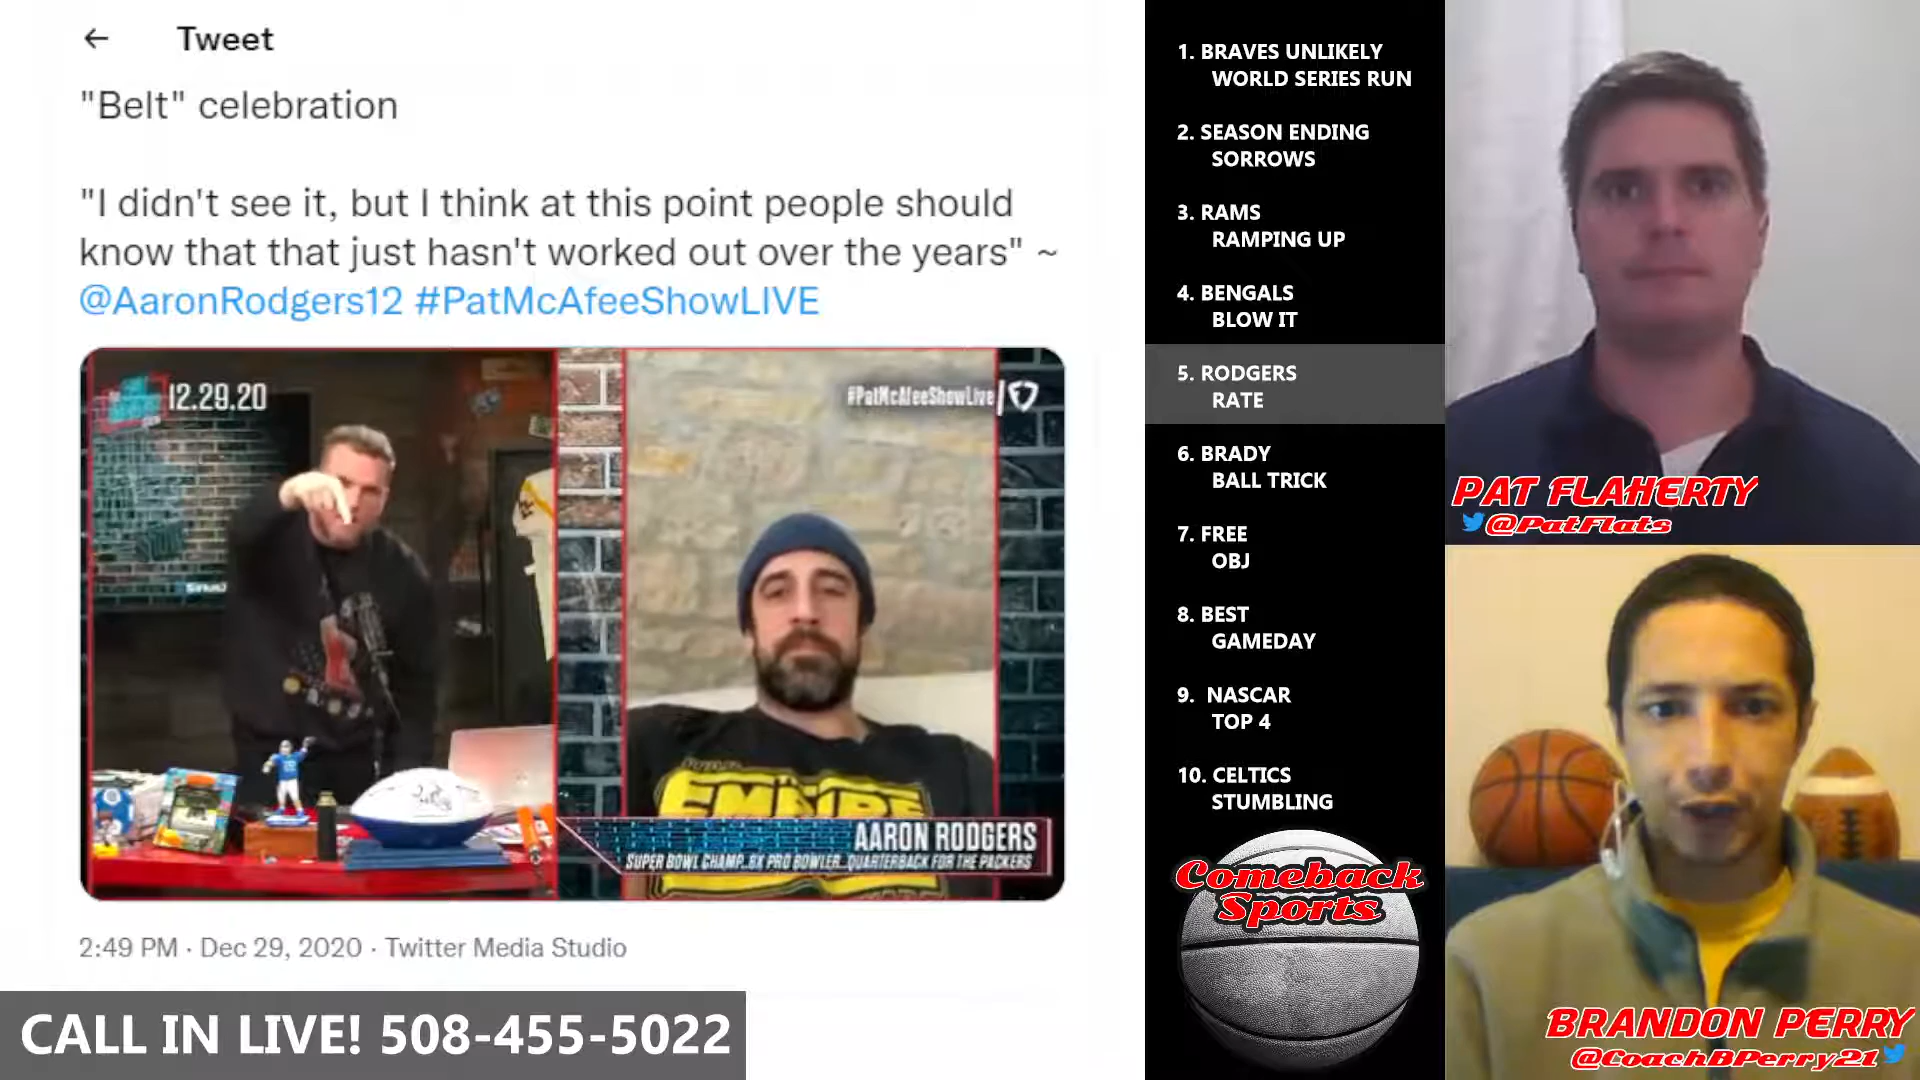 Tweet
"Belt" celebration
"I didn't see it, but I think at this point people should
know that that just hasn't worked out over the years" ~
@AaronRodgers12 #PatMcAfeeShowLIVE
12.29.20
#PatMcAfeeShowLive
EMPIRE
AARON RODGERS
SUPER BOWL CHAMP..8X PRO BOWLER..QUARTERBACK FOR THE PACKERS
2:49 PM · Dec 29, 2020 · Twitter Media Studio
CALL IN LIVE! 508-455-5022
1. BRAVES UNLIKELY
WORLD SERIES RUN
2. SEASON ENDING
SORROWS
3. RAMS
RAMPING UP
4. BENGALS
BLOW IT
5. RODGERS
RATE
6. BRADY
BALL TRICK
7. FREE
OBJ
8. BEST
GAMEDAY
9. NASCAR
TOP 4
10. CELTICS
STUMBLING
Comeback
Sports
PAT FLAHERTY
@PatFlats
BRANDON PERRY
@CoachBPerry21